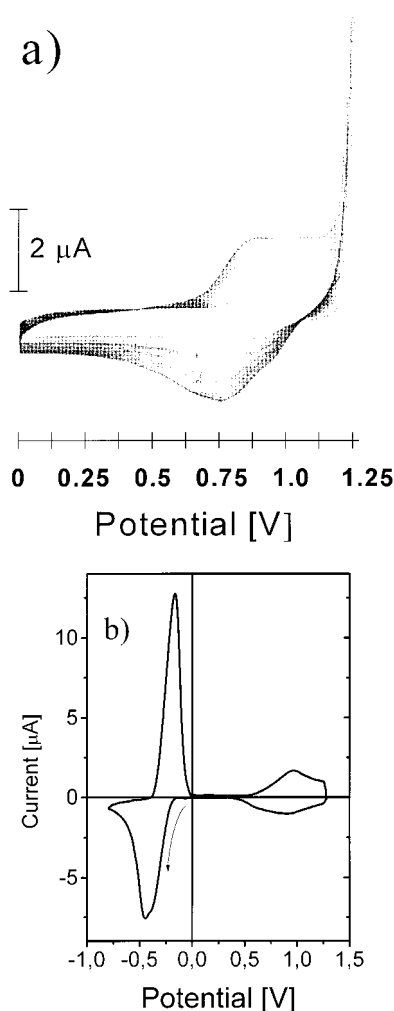 a)
2 µA
0 0.25 0.5 0.75 1.0 1.25
Potential [V]
b)
10
5
0
-5
Current [µA]
-1,0 -0,5 0,0 0,5 1,0 1,5
Potential [V]